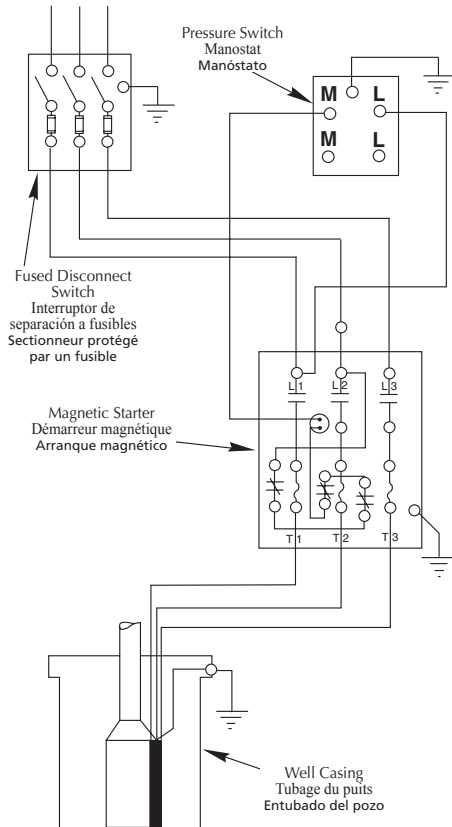 Pressure Switch
Manostat
Manóstato
M L
M L
Fused Disconnect
Switch
Interruptor de
separación a fusibles
Sectionneur protégé
par un fusible
L1 L2 L3
Magnetic Starter
Démarreur magnétique
Arranque magnético
T1 T2 T3
Well Casing
Tubage du puits
Entubado del pozo